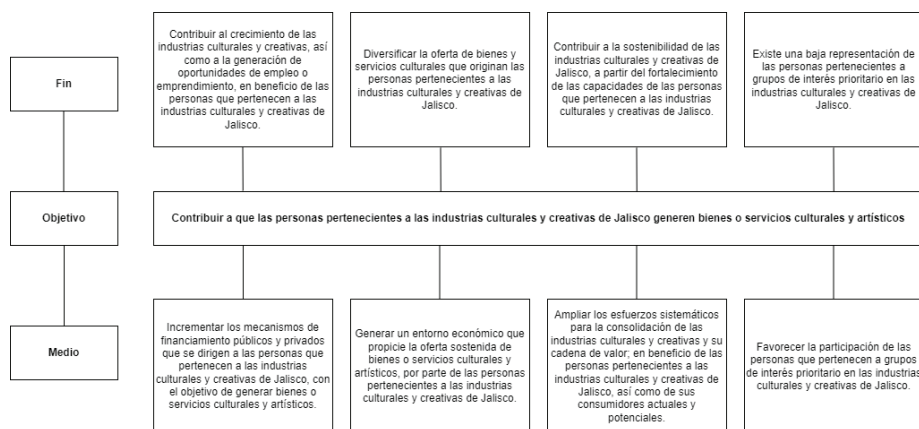 Fin
Contribuir al crecimiento de las
industrias culturales y creativas, así
como a la generación de
oportunidades de empleo o
emprendimiento, en beneficio de las
personas que pertenecen a las
industrias culturales y creativas de
Jalisco.
Diversificar la oferta de bienes y
servicios culturales que originan las
personas pertenecientes a las
industrias culturales y creativas.
Contribuir a la sostenibilidad de las
industrias culturales y creativas de
Jalisco, a partir del fortalecimiento
de las capacidades de las personas
que pertenecen a las industrias
culturales y creativas de Jalisco.
Existe una baja representación de
las personas pertenecientes a
grupos de interés prioritario en las
industrias culturales y creativas de
Jalisco.
Objetivo
Contribuir a que las personas pertenecientes a las industrias culturales y creativas de Jalisco generen bienes o servicios culturales y artísticos
Medio
Incrementar los mecanismos de
financiamiento públicos y privados
que se dirigen a las personas que
pertenecen a las industrias
culturales y creativas de Jalisco, con
el objetivo de generar bienes o
servicios culturales y artísticos.
Generar un entorno económico que
propicie la oferta sostenida de
bienes o servicios culturales y
artísticos, por parte de las personas
pertenecientes a las industrias
culturales y creativas de Jalisco.
Ampliar los esfuerzos sistemáticos
para la consolidación de las
industrias culturales y creativas y su
cadena de valor; en beneficio de las
personas pertenecientes a las
industrias culturales y creativas de
Jalisco, así como de sus
consumidores actuales y
potenciales.
Favorecer la participación de las
personas que pertenecen a grupos
de interés prioritario en las industrias
culturales y creativas de Jalisco.